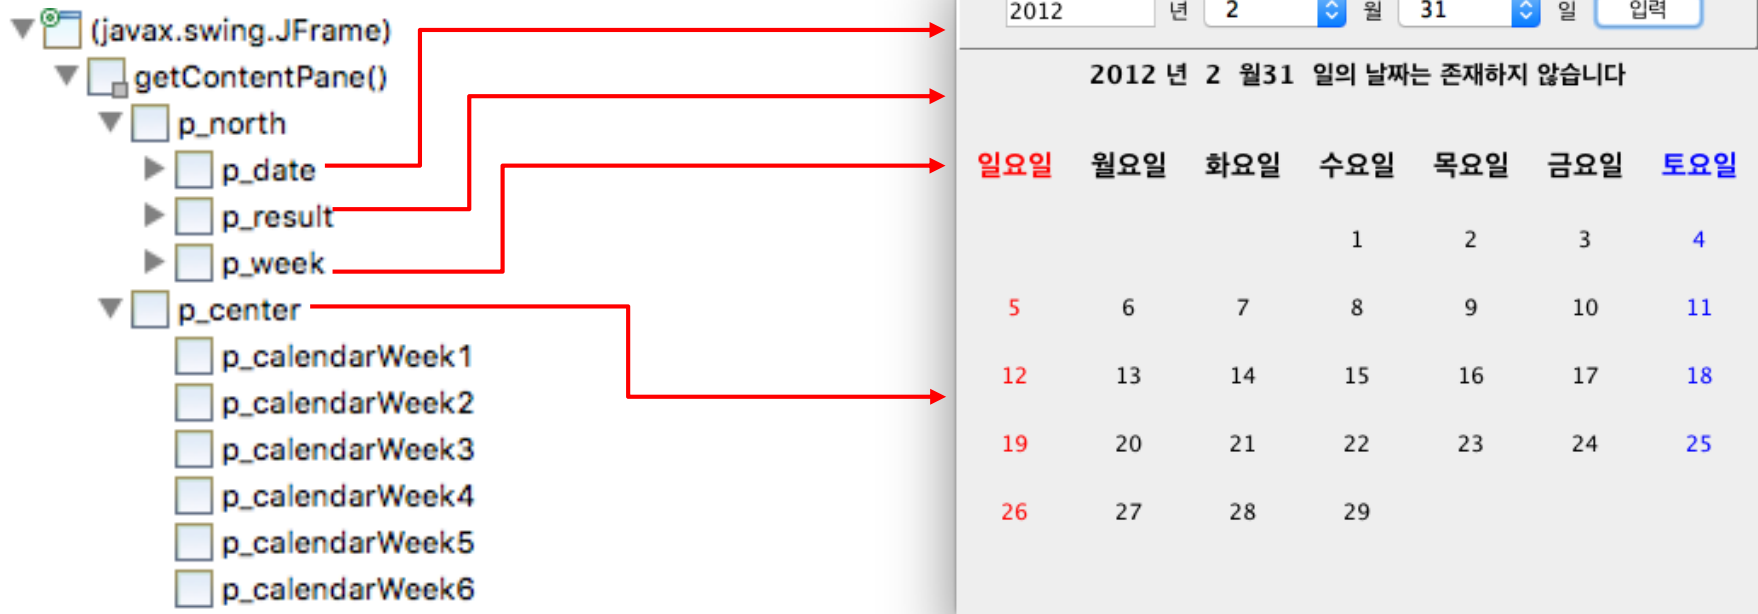 (javax.swing.JFrame)
getContentPane()
p_north
p_date
p_result
p_week
p_center
p_calendarWeek1
p_calendarWeek2
p_calendarWeek3
p_calendarWeek4
p_calendarWeek5
p_calendarWeek6
2012 년 2 월 31 일 입력
2012 년 2 월31 일의 날짜는 존재하지 않습니다
일요일 월요일 화요일 수요일 목요일 금요일 토요일
1 2 3 4
5 6 7 8 9 10 11
12 13 14 15 16 17 18
19 20 21 22 23 24 25
26 27 28 29